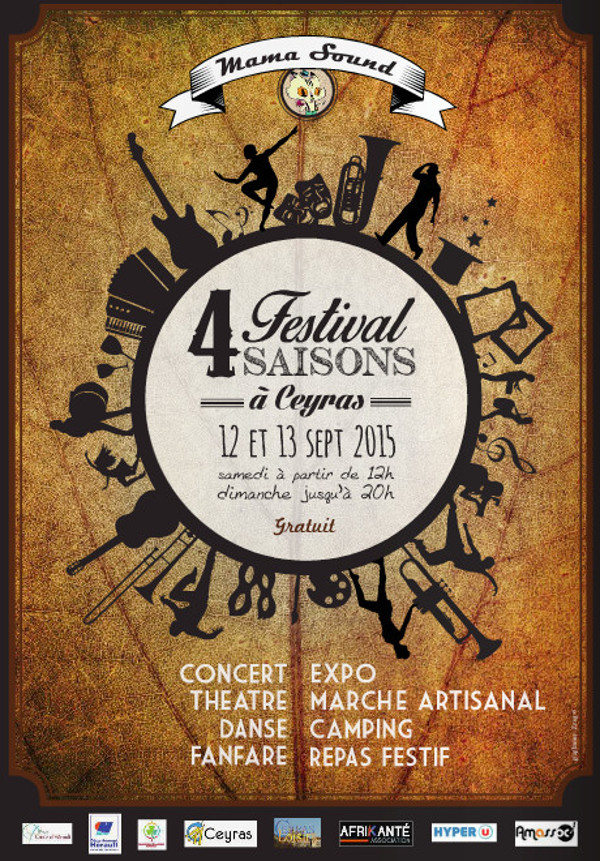 Mama Sound
4 Festival
SAISONS
à Ceyras
12 ET 13 SEPT 2015
samedi à partir de 12h
dimanche jusqu'à 20h
Gratuit
CONCERT EXPO
THEATRE MARCHE ARTISANAL
DANSE CAMPING
FANFARE REPAS FESTIF
Hérault
Ceyras
AFRIKANTÉ
ASSOCIATION
HYPER U